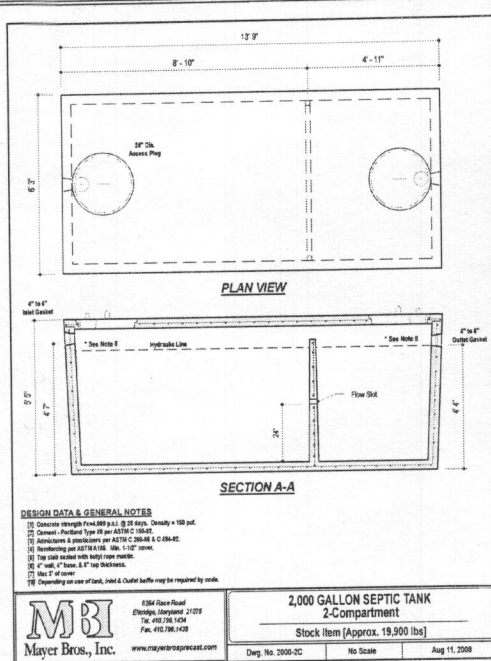 13' 9"
8' - 10"
4' - 11"
6' 3"
24" Dia.
Access Plug
PLAN VIEW
4" to 6"
Inlet Gasket
* See Note 8
Hydraulic Line
* See Note 8
4" to 6"
Outlet Gasket
5' 5"
4' 7"
24"
Flow Slot
4' 4"
SECTION A-A
DESIGN DATA & GENERAL NOTES
[1] Concrete strength f'c=4,000 p.s.i. @ 28 days. Density = 150 pcf.
[2] Cement - Portland Type I/II per ASTM C 150-92.
[3] Admixtures & plasticizers per ASTM C 260-86 & C 494-92.
[4] Reinforcing per ASTM A185. Min. 1-1/2" cover.
[5] Top slab sealed with butyl rope mastic.
[6] 4" wall, 4" base, & 5" top thickness.
[7] Max 3' of cover
*[8] Depending on use of tank, Inlet & Outlet baffle may be required by code.
MBI
Mayer Bros., Inc.
6264 Race Road
Elkridge, Maryland 21075
Tel. 410.796.1434
Fax. 410.796.1438
www.mayerbrosprecast.com
2,000 GALLON SEPTIC TANK
2-Compartment
Stock Item [Approx. 19,900 lbs]
Dwg. No. 2000-2C
No Scale
Aug 11, 2008